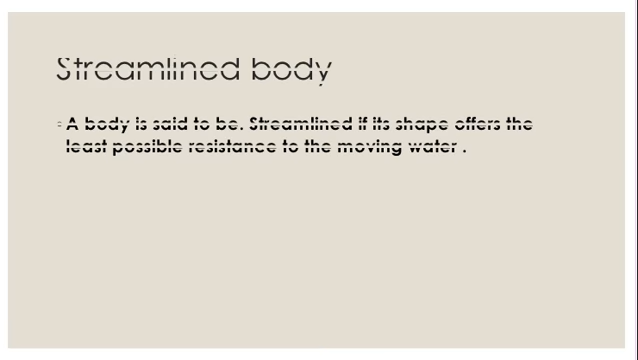 Streamlined body
A body is said to be. Streamlined if its shape offers the
least possible resistance to the moving water .